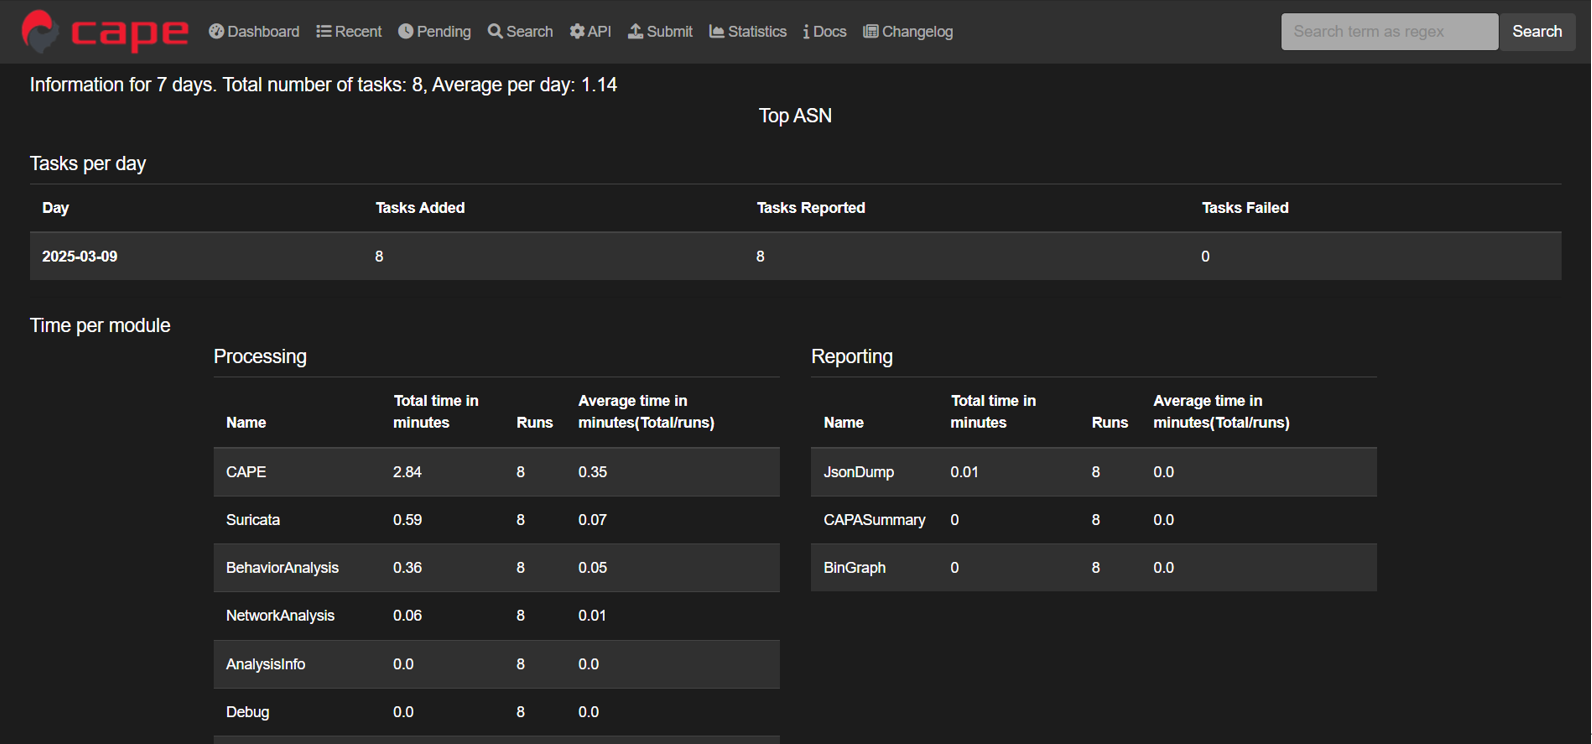 cape Dashboard Recent Pending Search API Submit Statistics Docs Changelog Search term as regex Search
Information for 7 days. Total number of tasks: 8, Average per day: 1.14
Top ASN
Tasks per day
Day Tasks Added Tasks Reported Tasks Failed
2025-03-09 8 8 0
Time per module
Processing
Total time in Average time in
Name minutes Runs minutes(Total/runs)
CAPE 2.84 8 0.35
Suricata 0.59 8 0.07
BehaviorAnalysis 0.36 8 0.05
NetworkAnalysis 0.06 8 0.01
AnalysisInfo 0.0 8 0.0
Debug 0.0 8 0.0
Reporting
Total time in Average time in
Name minutes Runs minutes(Total/runs)
JsonDump 0.01 8 0.0
CAPASummary 0 8 0.0
BinGraph 0 8 0.0